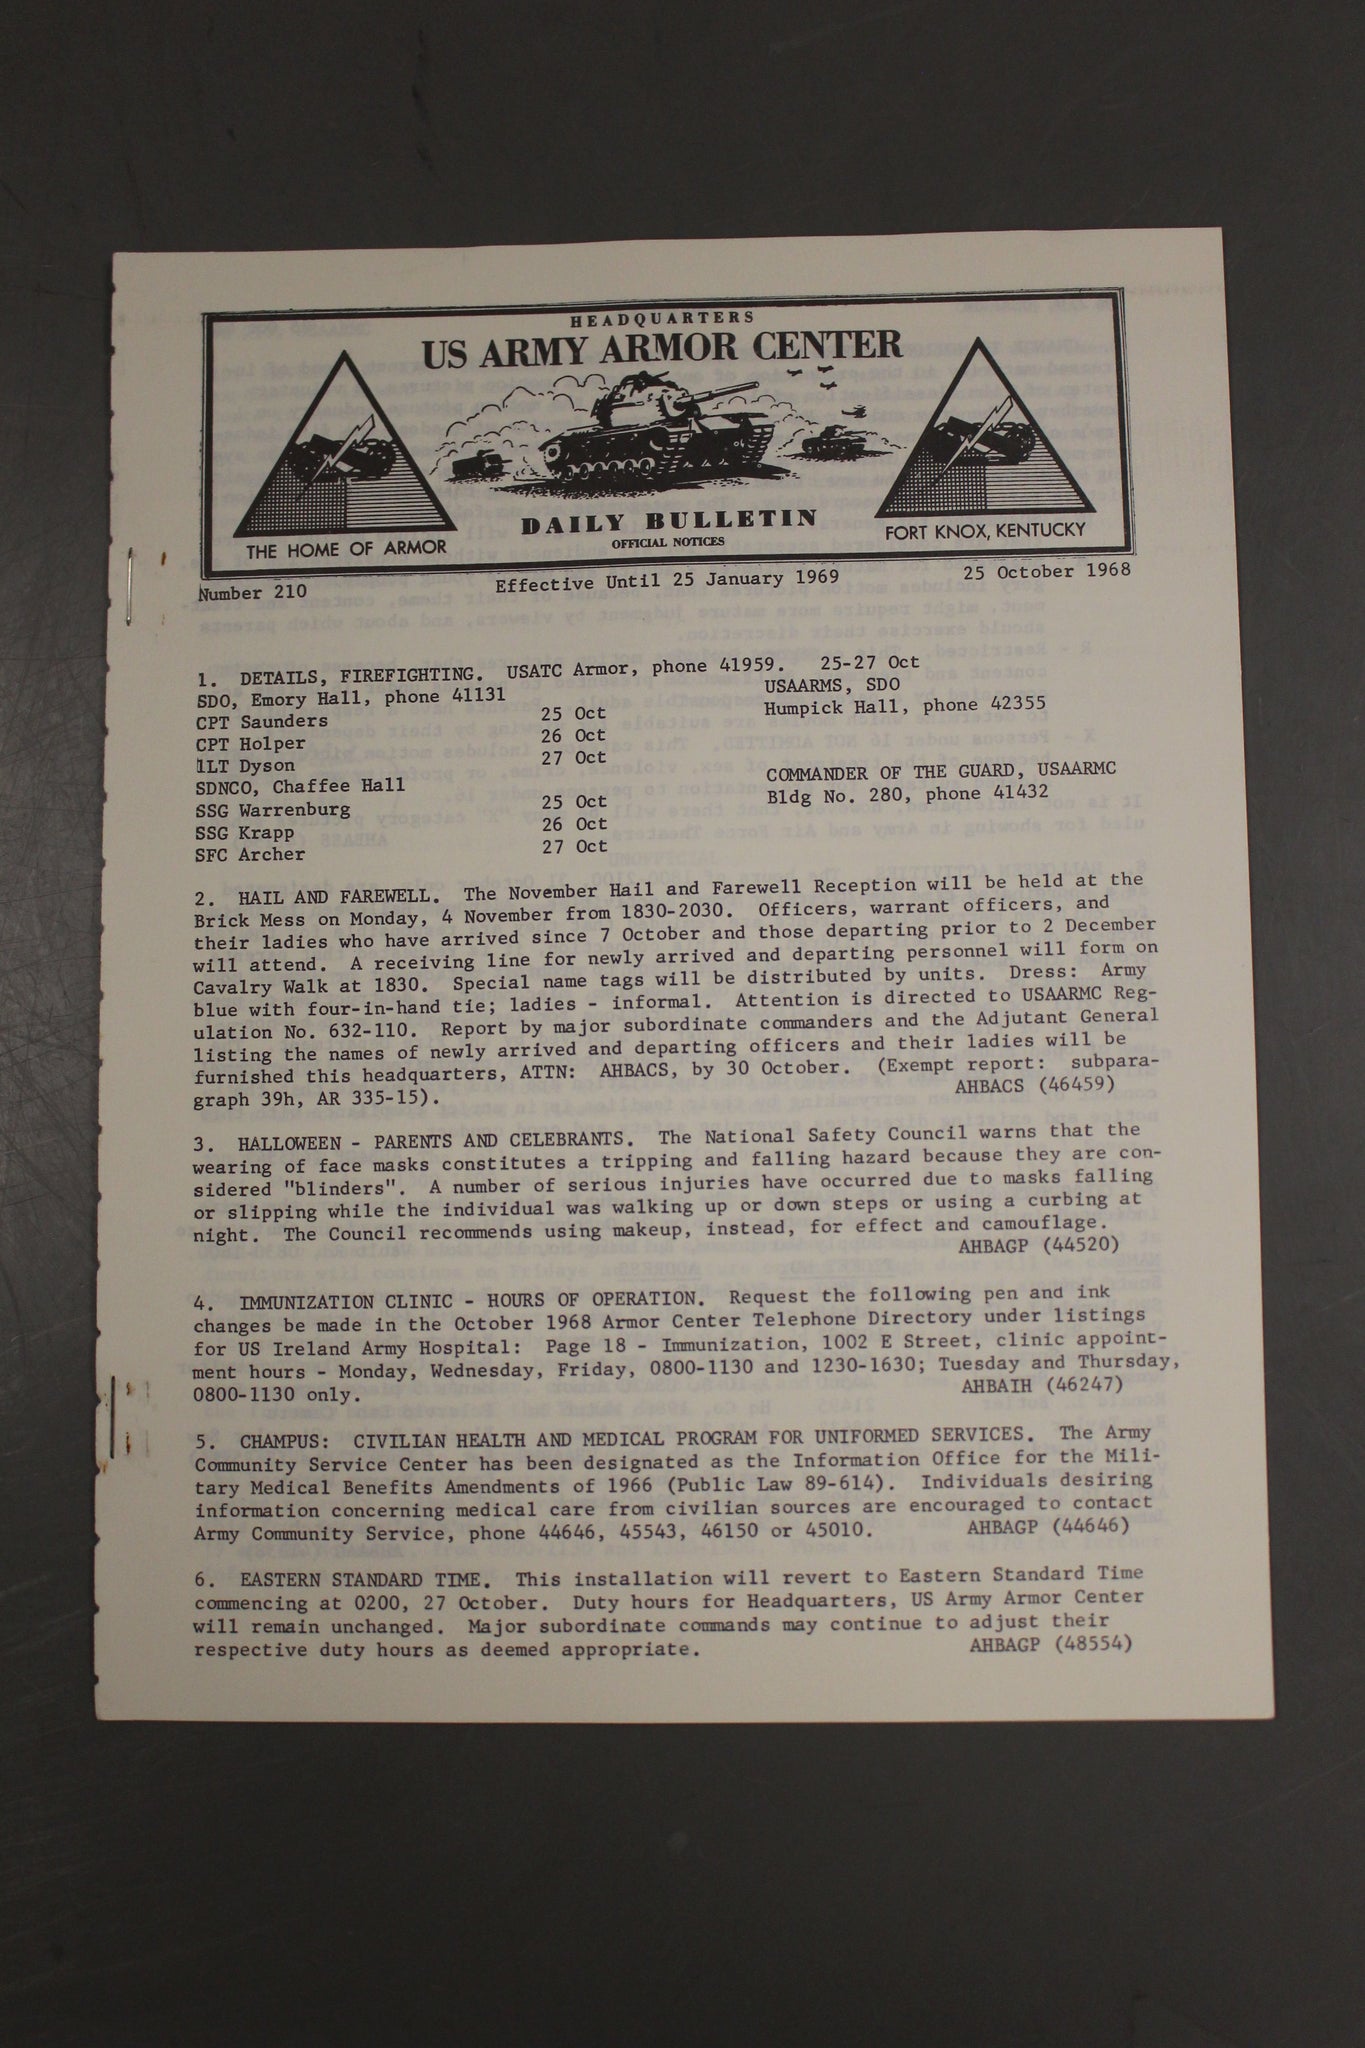 HEADQUARTERS
US ARMY ARMOR CENTER
DAILY BULLETIN
OFFICIAL NOTICES
THE HOME OF ARMOR
FORT KNOX, KENTUCKY
Number 210 Effective Until 25 January 1969 25 October 1968
1. DETAILS, FIREFIGHTING. USATC Armor, phone 41959. 25-27 Oct
SDO, Emory Hall, phone 41131 USAARMS, SDO
CPT Saunders 25 Oct Humpick Hall, phone 42355
CPT Holper 26 Oct
1LT Dyson 27 Oct
SDNCO, Chaffee Hall COMMANDER OF THE GUARD, USAARMC
SSG Warrenburg 25 Oct Bldg No. 280, phone 41432
SSG Krapp 26 Oct
SFC Archer 27 Oct
2. HAIL AND FAREWELL. The November Hail and Farewell Reception will be held at the
Brick Mess on Monday, 4 November from 1830-2030. Officers, warrant officers, and
their ladies who have arrived since 7 October and those departing prior to 2 December
will attend. A receiving line for newly arrived and departing personnel will form on
Cavalry Walk at 1830. Special name tags will be distributed by units. Dress: Army
blue with four-in-hand tie; ladies - informal. Attention is directed to USAARMC Reg-
ulation No. 632-110. Report by major subordinate commanders and the Adjutant General
listing the names of newly arrived and departing officers and their ladies will be
furnished this headquarters, ATTN: AHBACS, by 30 October. (Exempt report: subpara-
graph 39h, AR 335-15). AHBACS (46459)
3. HALLOWEEN - PARENTS AND CELEBRANTS. The National Safety Council warns that the
wearing of face masks constitutes a tripping and falling hazard because they are con-
sidered "blinders". A number of serious injuries have occurred due to masks falling
or slipping while the individual was walking up or down steps or using a curbing at
night. The Council recommends using makeup, instead, for effect and camouflage.
AHBAGP (44520)
4. IMMUNIZATION CLINIC - HOURS OF OPERATION. Request the following pen and ink
changes be made in the October 1968 Armor Center Telephone Directory under listings
for US Ireland Army Hospital: Page 18 - Immunization, 1002 E Street, clinic appoint-
ment hours - Monday, Wednesday, Friday, 0800-1130 and 1230-1630; Tuesday and Thursday,
0800-1130 only. AHBAIH (46247)
5. CHAMPUS: CIVILIAN HEALTH AND MEDICAL PROGRAM FOR UNIFORMED SERVICES. The Army
Community Service Center has been designated as the Information Office for the Mili-
tary Medical Benefits Amendments of 1966 (Public Law 89-614). Individuals desiring
information concerning medical care from civilian sources are encouraged to contact
Army Community Service, phone 44646, 45543, 46150 or 45010. AHBAGP (44646)
6. EASTERN STANDARD TIME. This installation will revert to Eastern Standard Time
commencing at 0200, 27 October. Duty hours for Headquarters, US Army Armor Center
will remain unchanged. Major subordinate commands may continue to adjust their
respective duty hours as deemed appropriate. AHBAGP (48554)